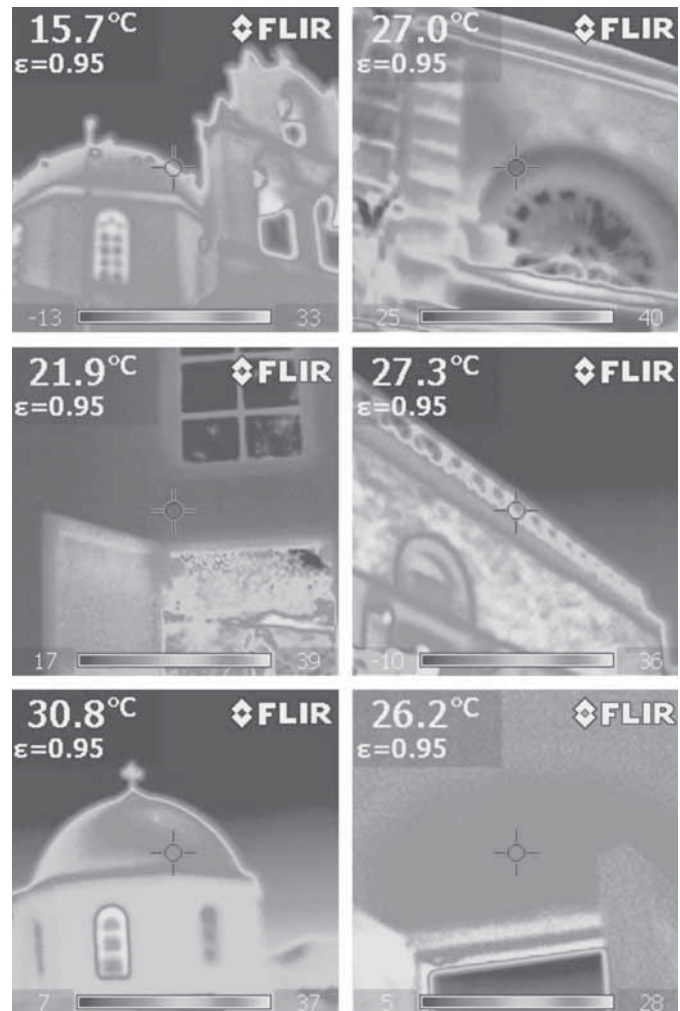 15.7°C FLIR
ε=0.95
-13 33
27.0°C FLIR
ε=0.95
25 40
21.9°C FLIR
ε=0.95
17 39
27.3°C FLIR
ε=0.95
-10 36
30.8°C FLIR
ε=0.95
7 37
26.2°C FLIR
ε=0.95
5 28